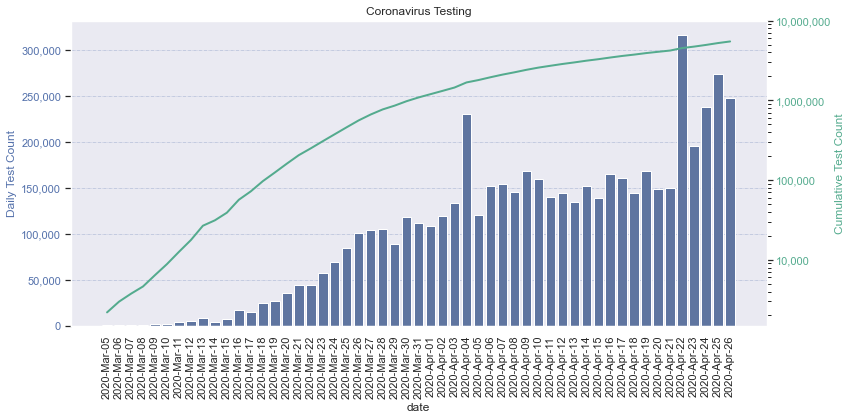 Coronavirus Testing
Daily Test Count
300,000
250,000
200,000
150,000
100,000
50,000
0
10,000,000
1,000,000
100,000
10,000
Cumulative Test Count
2020-Mar-05
2020-Mar-06
2020-Mar-07
2020-Mar-08
2020-Mar-09
2020-Mar-10
2020-Mar-11
2020-Mar-12
2020-Mar-13
2020-Mar-14
2020-Mar-15
2020-Mar-16
2020-Mar-17
2020-Mar-18
2020-Mar-19
2020-Mar-20
2020-Mar-21
2020-Mar-22
2020-Mar-23
2020-Mar-24
2020-Mar-25
2020-Mar-26
2020-Mar-27
2020-Mar-28
2020-Mar-29
2020-Mar-30
2020-Mar-31
2020-Apr-01
2020-Apr-02
2020-Apr-03
2020-Apr-04
2020-Apr-05
2020-Apr-06
2020-Apr-07
2020-Apr-08
2020-Apr-09
2020-Apr-10
2020-Apr-11
2020-Apr-12
2020-Apr-13
2020-Apr-14
2020-Apr-15
2020-Apr-16
2020-Apr-17
2020-Apr-18
2020-Apr-19
2020-Apr-20
2020-Apr-21
2020-Apr-22
2020-Apr-23
2020-Apr-24
2020-Apr-25
2020-Apr-26
date